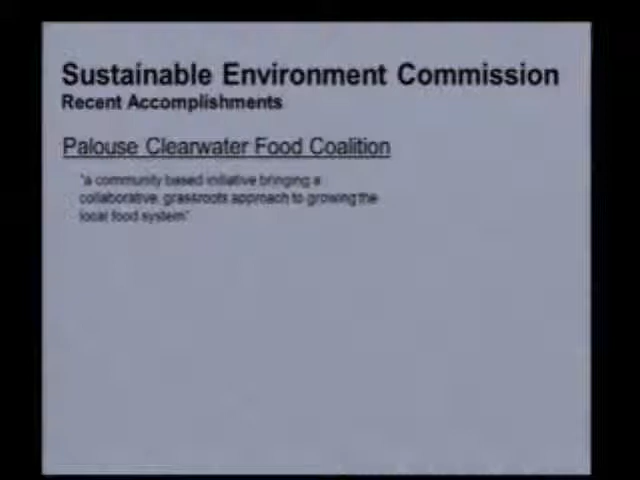 Sustainable Environment Commission
Recent Accomplishments
Palouse Clearwater Food Coalition
"a community based initiative bringing a
collaborative, grassroots approach to growing the
local food system"